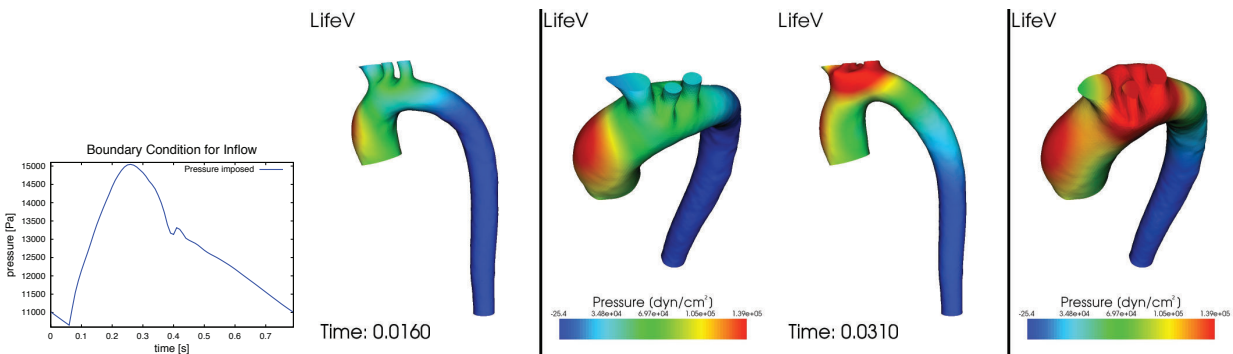 LifeV
LifeV
LifeV
LifeV
Boundary Condition for Inflow
Pressure imposed
15000
14500
14000
13500
13000
12500
12000
11500
11000
pressure [Pa]
0 0.1 0.2 0.3 0.4 0.5 0.6 0.7
time [s]
Time: 0.0160
Pressure (dyn/cm²)
-25.4 3.48e+04 6.97e+04 1.05e+05 1.39e+05
Time: 0.0310
Pressure (dyn/cm²)
-25.4 3.48e+04 6.97e+04 1.05e+05 1.39e+05